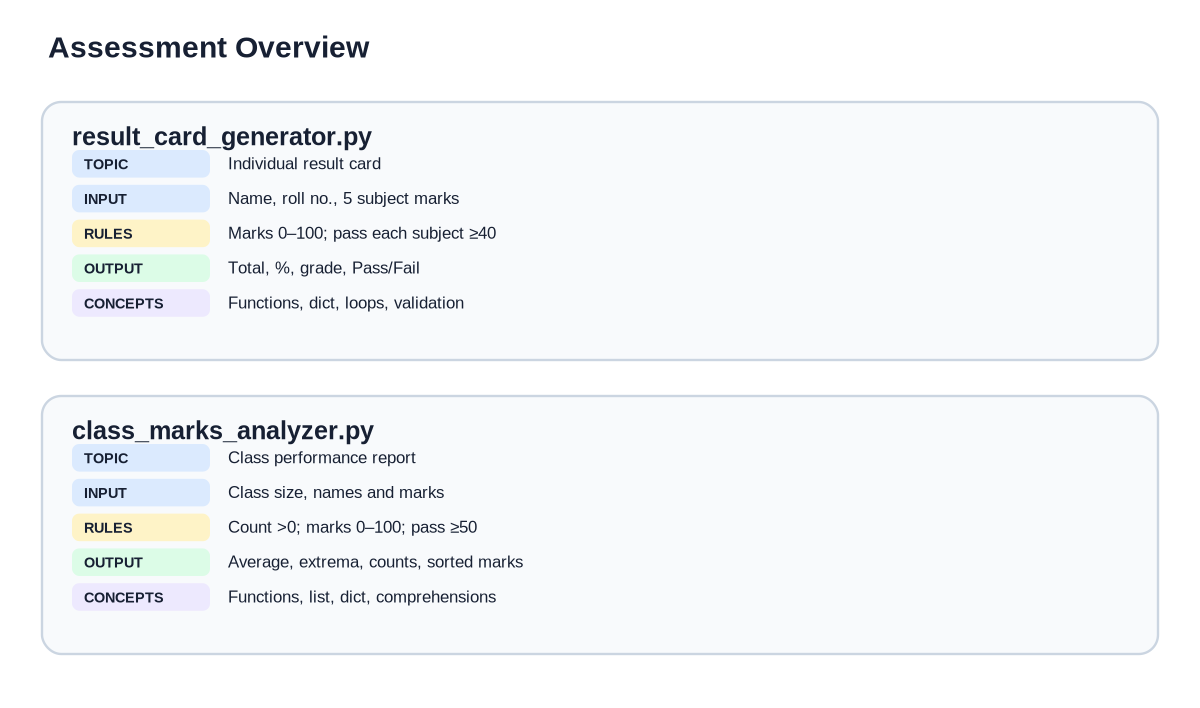 Assessment Overview
result_card_generator.py
TOPIC Individual result card
INPUT Name, roll no., 5 subject marks
RULES Marks 0–100; pass each subject ≥40
OUTPUT Total, %, grade, Pass/Fail
CONCEPTS Functions, dict, loops, validation
class_marks_analyzer.py
TOPIC Class performance report
INPUT Class size, names and marks
RULES Count >0; marks 0–100; pass ≥50
OUTPUT Average, extrema, counts, sorted marks
CONCEPTS Functions, list, dict, comprehensions